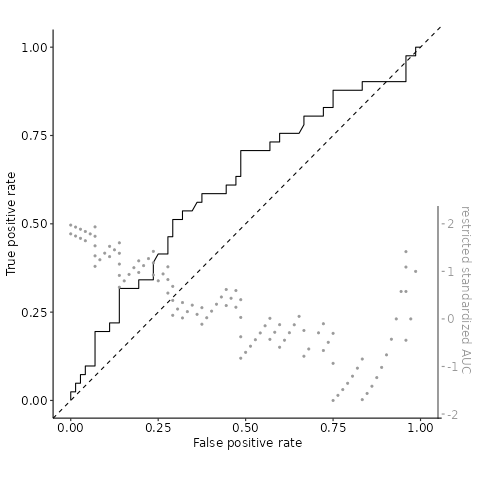 1.00
0.75
0.50
0.25
0.00
True positive rate
0.00 0.25 0.50 0.75 1.00
False positive rate
2
1
0
-1
-2
restricted standardized AUC